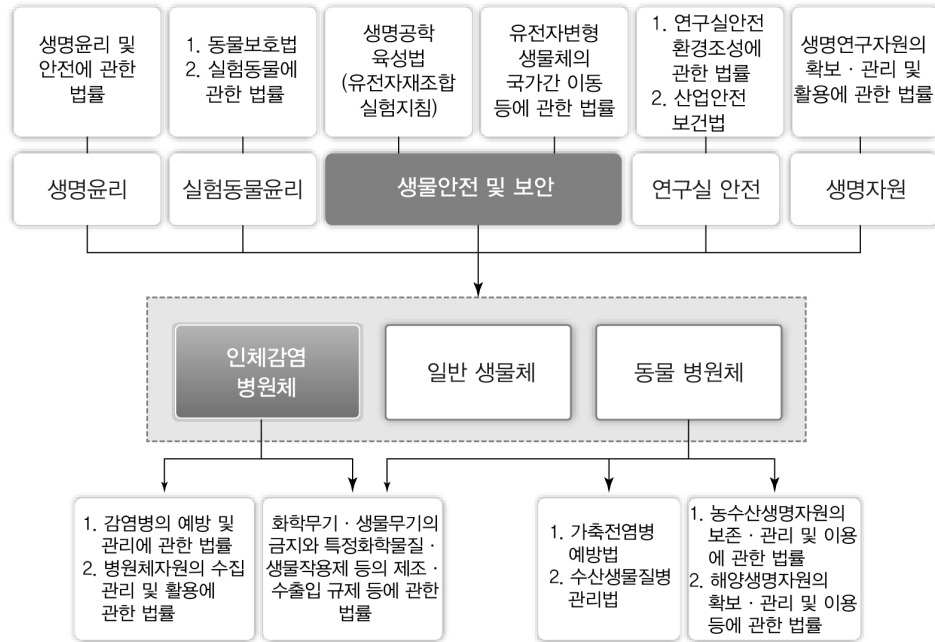 생명윤리 및
안전에 관한
법률
1. 동물보호법
2. 실험동물에
관한 법률
생명공학
육성법
(유전자재조합
실험지침)
유전자변형
생물체의
국가간 이동
등에 관한 법률
1. 연구실안전
환경조성에
관한 법률
2. 산업안전
보건법
생명연구자원의
확보 · 관리 및
활용에 관한 법률
생명윤리
실험동물윤리
생물안전 및 보안
연구실 안전
생명자원
인체감염
병원체
일반 생물체
동물 병원체
1. 감염병의 예방 및
관리에 관한 법률
2. 병원체자원의 수집
관리 및 활용에
관한 법률
화학무기 · 생물무기의
금지와 특정화학물질 ·
생물작용제 등의 제조 ·
수출입 규제 등에 관한
법률
1. 가축전염병
예방법
2. 수산생물질병
관리법
1. 농수산생명자원의
보존 · 관리 및 이용
에 관한 법률
2. 해양생명자원의
확보 · 관리 및 이용
등에 관한 법률